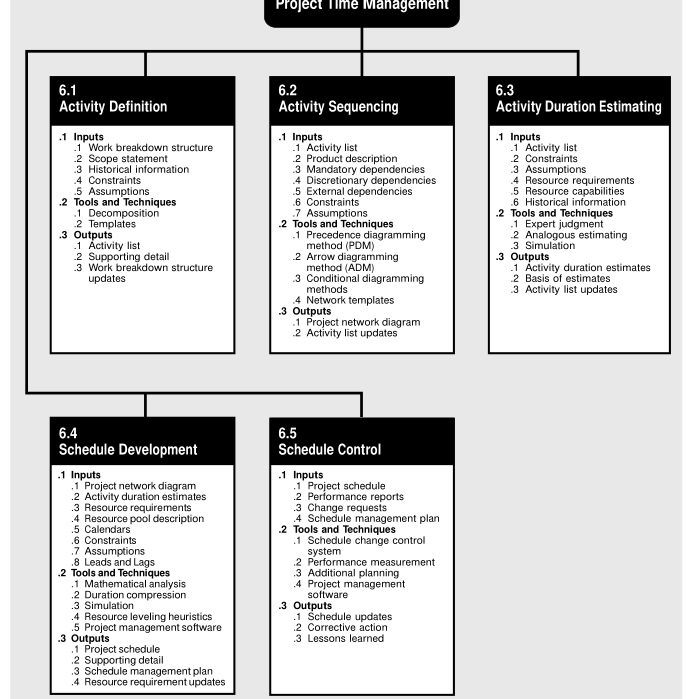 Project Time Management
6.1
Activity Definition
.1 Inputs
.1 Work breakdown structure
.2 Scope statement
.3 Historical information
.4 Constraints
.5 Assumptions
.2 Tools and Techniques
.1 Decomposition
.2 Templates
.3 Outputs
.1 Activity list
.2 Supporting detail
.3 Work breakdown structure
updates
6.2
Activity Sequencing
.1 Inputs
.1 Activity list
.2 Product description
.3 Mandatory dependencies
.4 Discretionary dependencies
.5 External dependencies
.6 Constraints
.7 Assumptions
.2 Tools and Techniques
.1 Precedence diagramming
method (PDM)
.2 Arrow diagramming
method (ADM)
.3 Conditional diagramming
methods
.4 Network templates
.3 Outputs
.1 Project network diagram
.2 Activity list updates
6.3
Activity Duration Estimating
.1 Inputs
.1 Activity list
.2 Constraints
.3 Assumptions
.4 Resource requirements
.5 Resource capabilities
.6 Historical information
.2 Tools and Techniques
.1 Expert judgment
.2 Analogous estimating
.3 Simulation
.3 Outputs
.1 Activity duration estimates
.2 Basis of estimates
.3 Activity list updates
6.4
Schedule Development
.1 Inputs
.1 Project network diagram
.2 Activity duration estimates
.3 Resource requirements
.4 Resource pool description
.5 Calendars
.6 Constraints
.7 Assumptions
.8 Leads and Lags
.2 Tools and Techniques
.1 Mathematical analysis
.2 Duration compression
.3 Simulation
.4 Resource leveling heuristics
.5 Project management software
.3 Outputs
.1 Project schedule
.2 Supporting detail
.3 Schedule management plan
.4 Resource requirement updates
6.5
Schedule Control
.1 Inputs
.1 Project schedule
.2 Performance reports
.3 Change requests
.4 Schedule management plan
.2 Tools and Techniques
.1 Schedule change control
system
.2 Performance measurement
.3 Additional planning
.4 Project management
software
.3 Outputs
.1 Schedule updates
.2 Corrective action
.3 Lessons learned